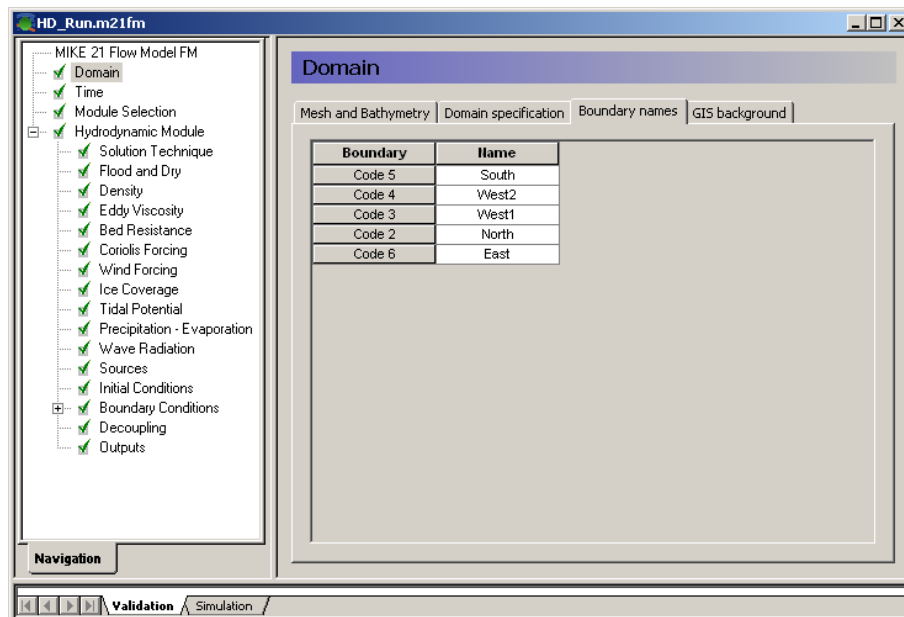 HD_Run.m21fm
MIKE 21 Flow Model FM
Domain
Time
Module Selection
Hydrodynamic Module
Solution Technique
Flood and Dry
Density
Eddy Viscosity
Bed Resistance
Coriolis Forcing
Wind Forcing
Ice Coverage
Tidal Potential
Precipitation - Evaporation
Wave Radiation
Sources
Initial Conditions
Boundary Conditions
Decoupling
Outputs
Navigation
Domain
Mesh and Bathymetry Domain specification Boundary names GIS background
Boundary Name
Code 5 South
Code 4 West2
Code 3 West1
Code 2 North
Code 6 East
Validation Simulation